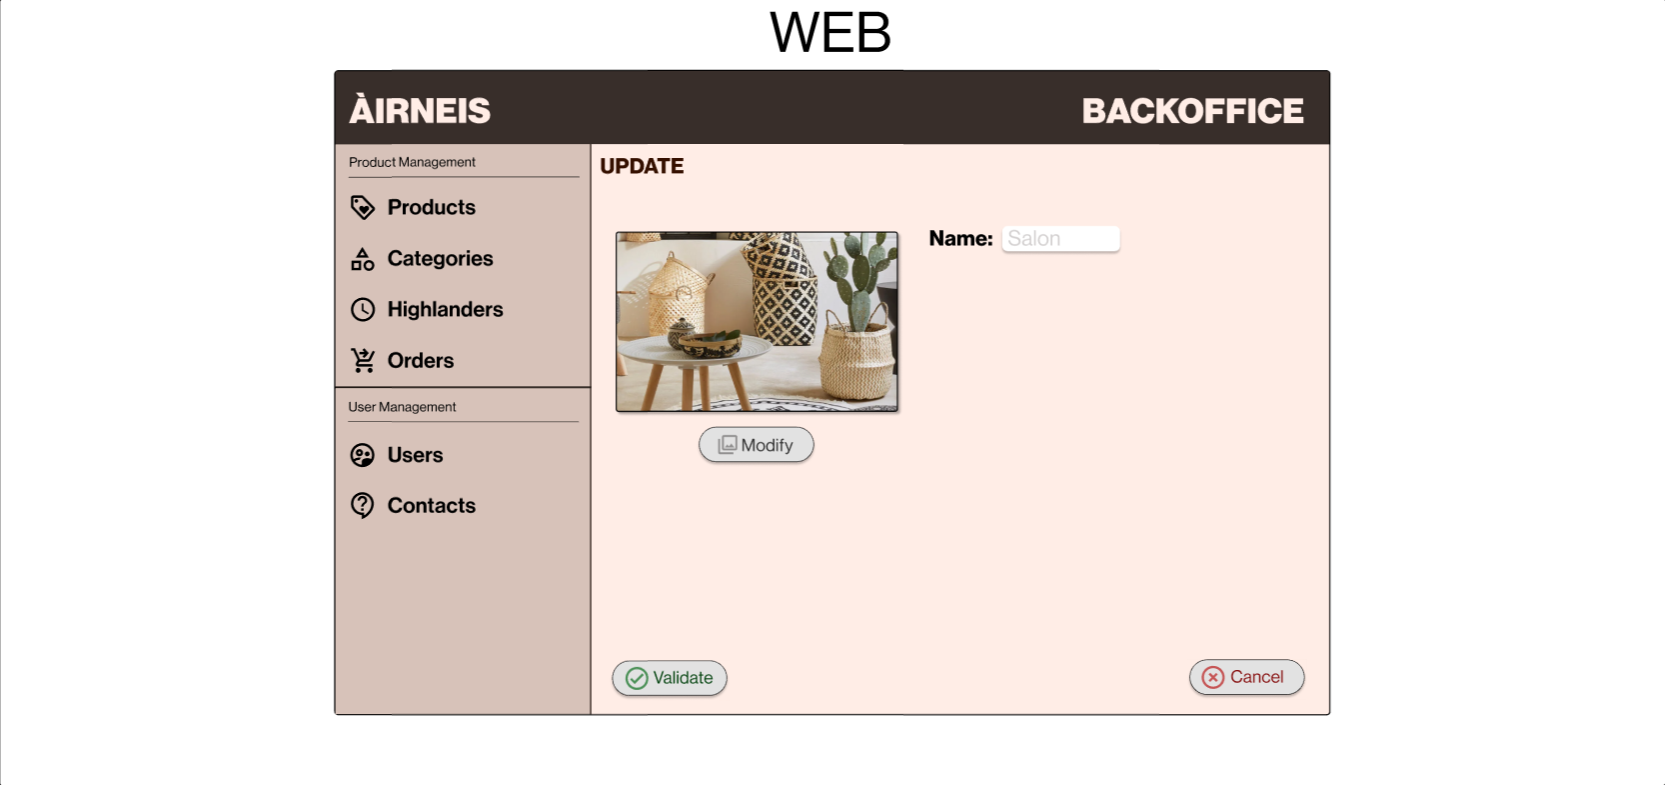 WEB
ÀIRNEIS
BACKOFFICE
Product Management
Products
Categories
Highlanders
Orders
User Management
Users
Contacts
UPDATE
Name: Salon
Modify
Validate
Cancel